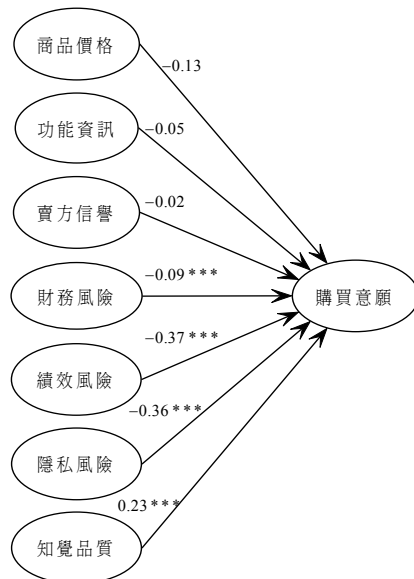 商品價格
−0.13
功能資訊
−0.05
賣方信譽
−0.02
財務風險
−0.09 ***
購買意願
績效風險
−0.37 ***
隱私風險
−0.36 ***
知覺品質
0.23 ***